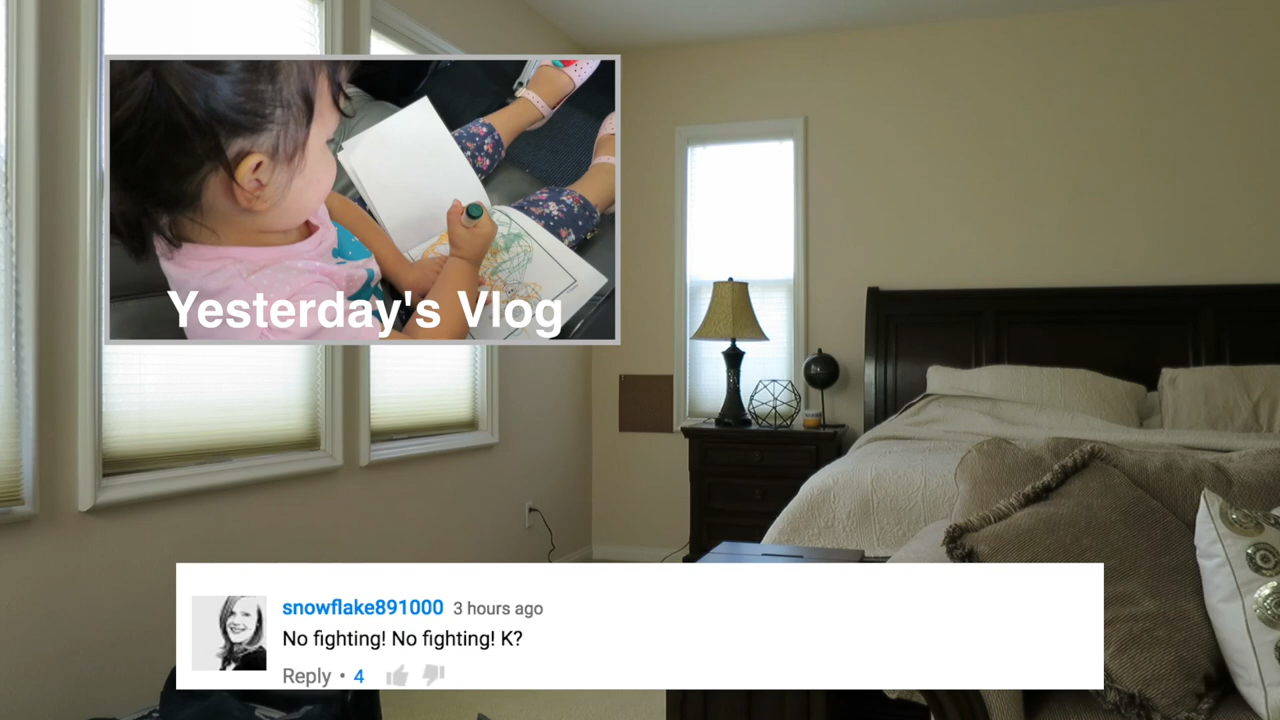 Yesterday's Vlog
snowflake891000 3 hours ago
No fighting! No fighting! K?
Reply • 4